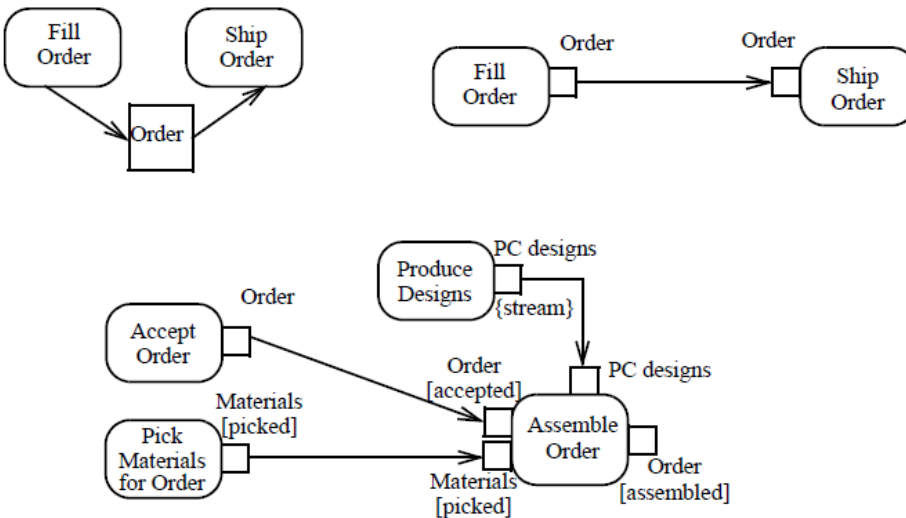 Fill
Order
Ship
Order
Order
Order
Order
Fill
Order
Ship
Order
PC designs
Produce
Designs
{stream}
Order
Accept
Order
Order
[accepted]
PC designs
Materials
[picked]
Assemble
Order
Pick
Materials
for Order
Materials
[picked]
Order
[assembled]